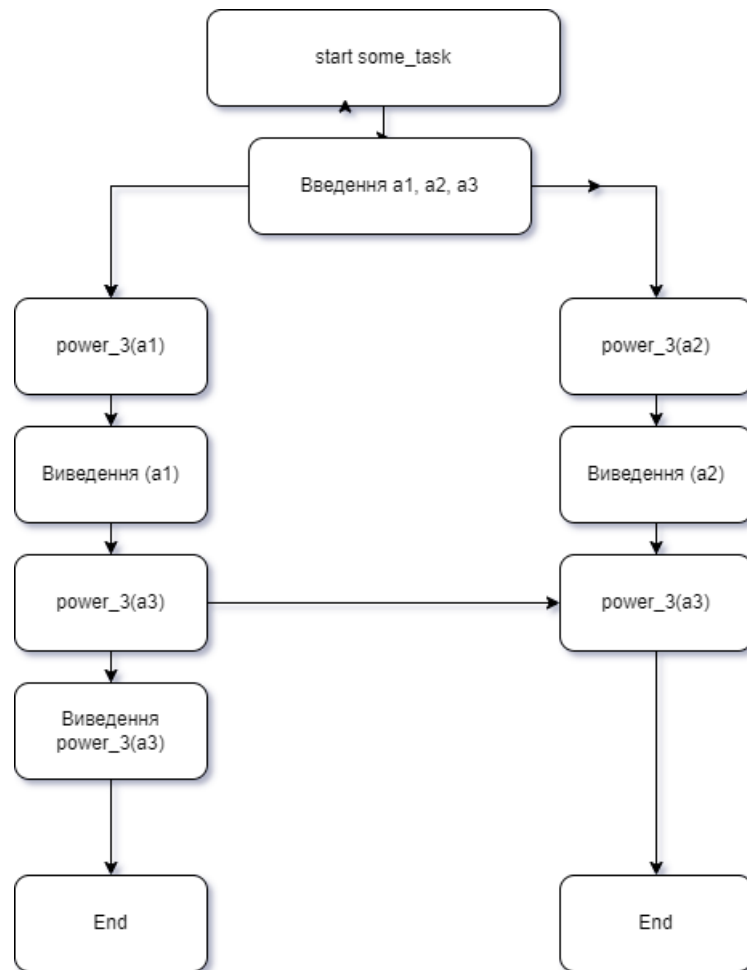 start some_task
Введення a1, a2, a3
power_3(a1)
power_3(a2)
Виведення (a1)
Виведення (a2)
power_3(a3)
power_3(a3)
Виведення
power_3(a3)
End
End